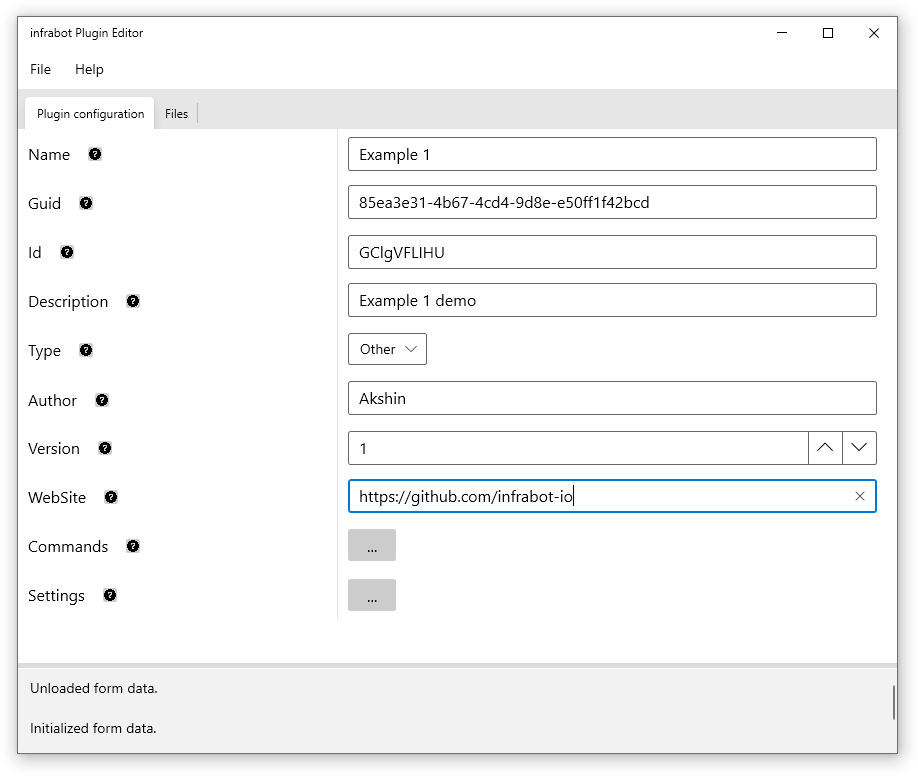 infrabot Plugin Editor
File Help
Plugin configuration Files
Name Example 1
Guid 85ea3e31-4b67-4cd4-9d8e-e50ff1f42bcd
Id GClgVFLIHU
Description Example 1 demo
Type Other
Author Akshin
Version 1
WebSite https://github.com/infrabot-io
Commands ...
Settings ...
Unloaded form data.
Initialized form data.